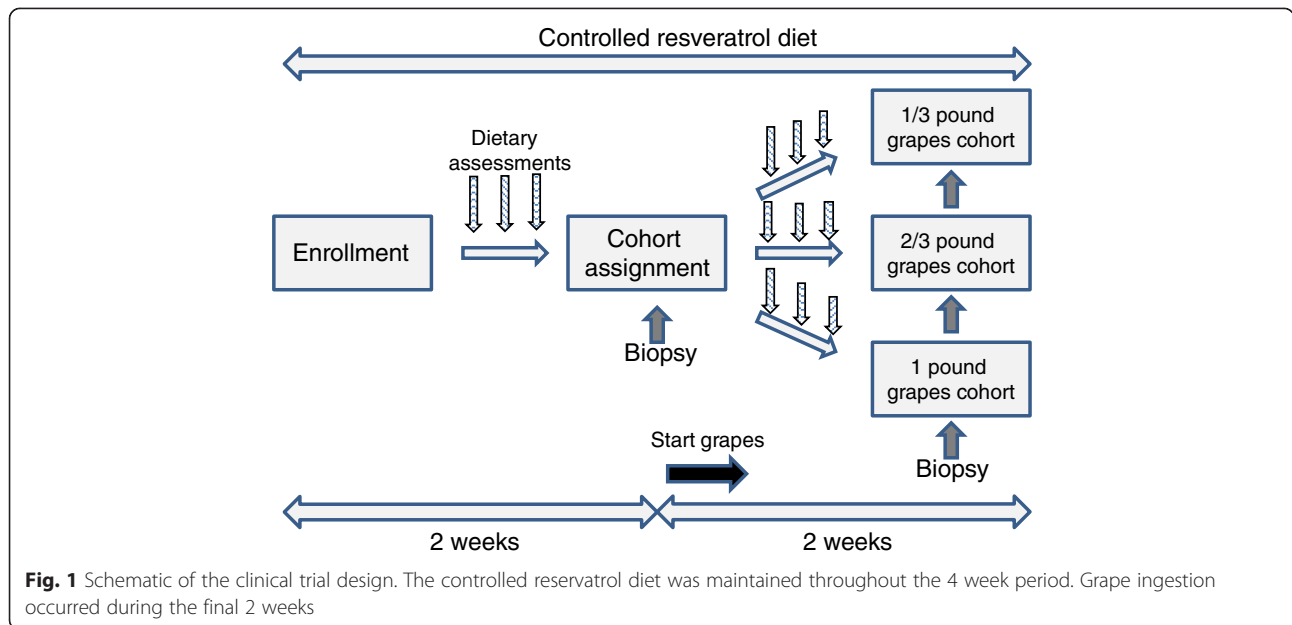 Controlled resveratrol diet
Dietary
assessments
1/3 pound
grapes cohort
Enrollment
Cohort
assignment
2/3 pound
grapes cohort
Biopsy
1 pound
grapes cohort
Start grapes
Biopsy
2 weeks
2 weeks
Fig. 1 Schematic of the clinical trial design. The controlled reservatrol diet was maintained throughout the 4 week period. Grape ingestion
occurred during the final 2 weeks